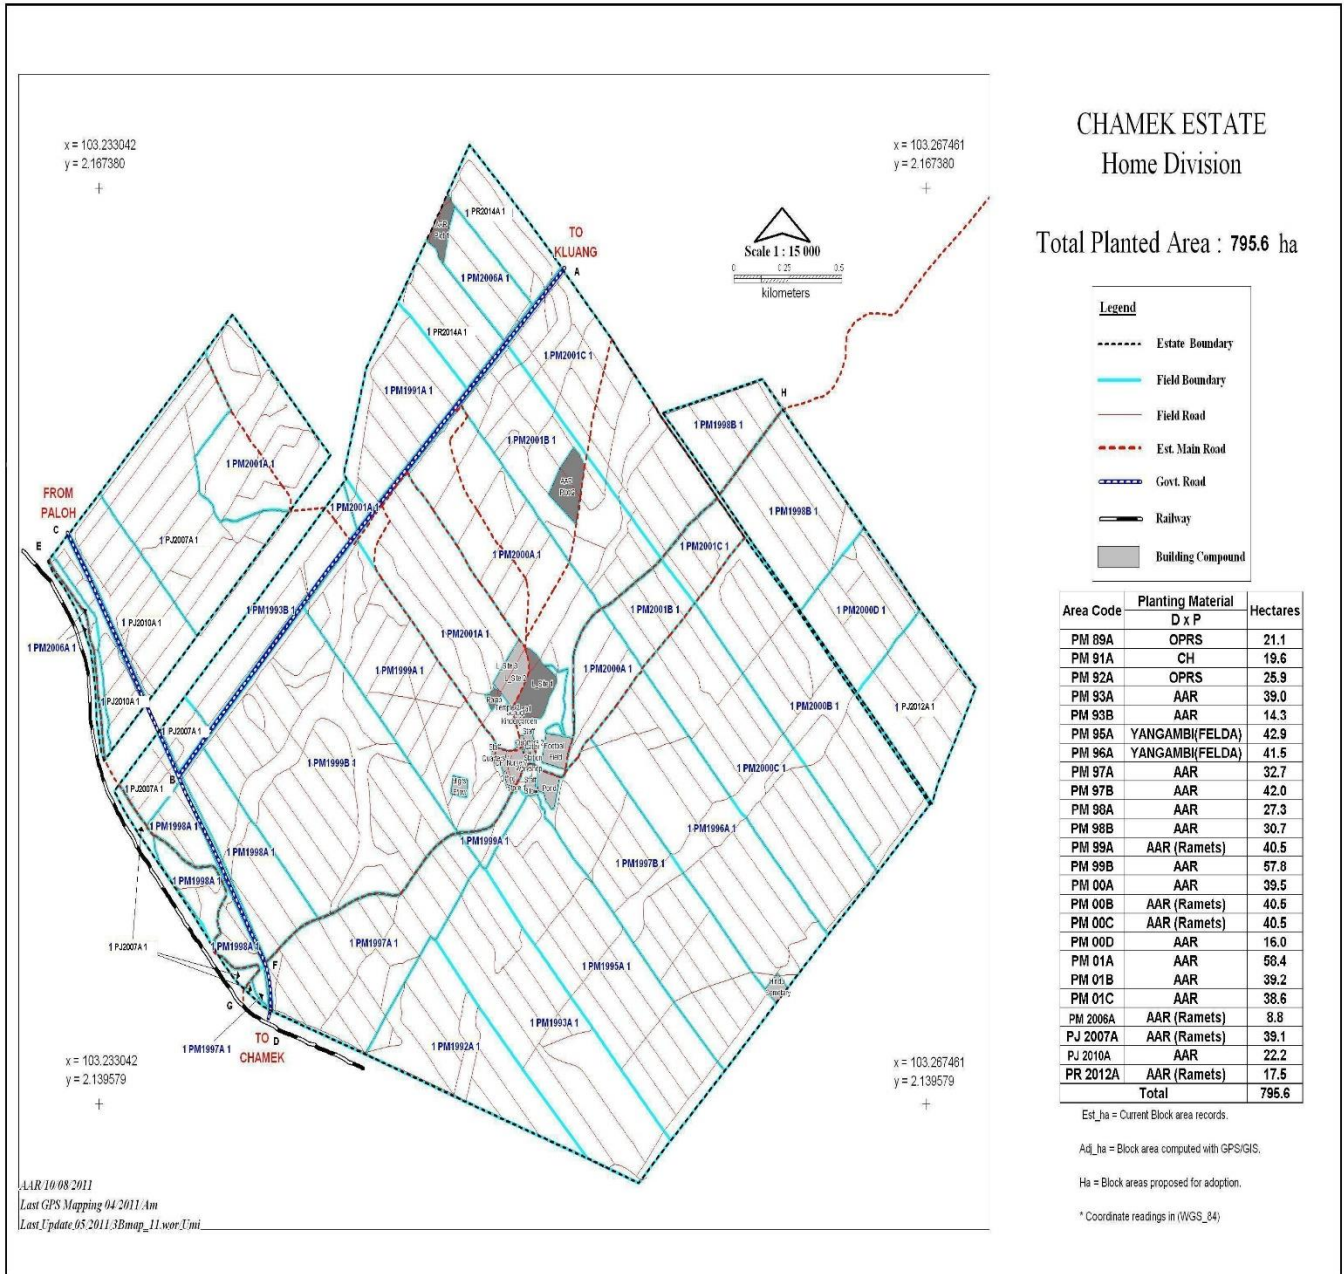 CHAMEK ESTATE
Home Division
Total Planted Area : 795.6 ha
x = 103.233042
y = 2.167380
x = 103.267461
y = 2.167380
Scale 1 : 15 000
0 0.25 0.5
kilometers
TO
KLUANG
A
1 PR2014A 1
1 PM2006A 1
1 PR2014A 1
1 PM2001C 1
1 PM1991A 1
H
1 PM1998B 1
1 PM2001B 1
1 PM2001A 1
FROM
PALOH
C
E
1 PM2001A 1
1 PM1998B 1
1 PJ2007A 1
1 PM2000A 1
1 PM2001C 1
1 PM1993B 1
1 PM2001B 1
1 PM2000D 1
1 PJ2010A 1
1 PM2001A 1
1 PM2006A 1
1 PM1999A 1
1 PM2000A 1
L_Site 3
L_Site 2
L_Site 1
1 PJ2010A 1
1 PM2000B 1
1 PJ2012A 1
1 PJ2007A 1
Football
Field
1 PM1999B 1
1 PM2000C 1
B
Pond
1 PJ2007A 1
1 PM1998A 1
1 PM1996A 1
1 PM1998A 1
1 PM1999A 1
1 PM1997B 1
1 PM1998A 1
1 PM1998A 1
1 PM1997A 1
1 PJ2007A 1
F
1 PM1995A 1
Hindu
Cemetary
G
1 PM1993A 1
D
TO
CHAMEK
1 PM1997A 1
1 PM1992A 1
x = 103.233042
y = 2.139579
x = 103.267461
y = 2.139579
AAR/10/08/2011
Last GPS Mapping 04/2011/Am
Last Update 05/2011/3Bmap_11.wor/Umi
Legend
Estate Boundary
Field Boundary
Field Road
Est. Main Road
Govt. Road
Railway
Building Compound
Area Code Planting Material D x P Hectares
PM 89A OPRS 21.1
PM 91A CH 19.6
PM 92A OPRS 25.9
PM 93A AAR 39.0
PM 93B AAR 14.3
PM 95A YANGAMBI(FELDA) 42.9
PM 96A YANGAMBI(FELDA) 41.5
PM 97A AAR 32.7
PM 97B AAR 42.0
PM 98A AAR 27.3
PM 98B AAR 30.7
PM 99A AAR (Ramets) 40.5
PM 99B AAR 57.8
PM 00A AAR 39.5
PM 00B AAR (Ramets) 40.5
PM 00C AAR (Ramets) 40.5
PM 00D AAR 16.0
PM 01A AAR 58.4
PM 01B AAR 39.2
PM 01C AAR 38.6
PM 2006A AAR (Ramets) 8.8
PJ 2007A AAR (Ramets) 39.1
PJ 2010A AAR 22.2
PR 2012A AAR (Ramets) 17.5
Total 795.6
Est_ha = Current Block area records.
Adj_ha = Block area computed with GPS/GIS.
Ha = Block areas proposed for adoption.
* Coordinate readings in (WGS_84)